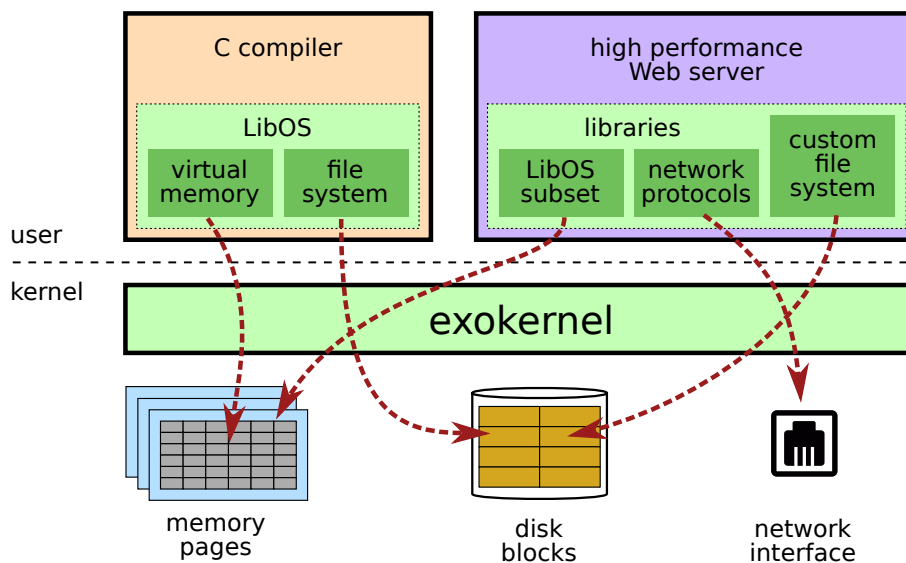 C compiler
LibOS
virtual
memory
file
system
high performance
Web server
libraries
LibOS
subset
network
protocols
custom
file
system
user
kernel
exokernel
memory
pages
disk
blocks
network
interface